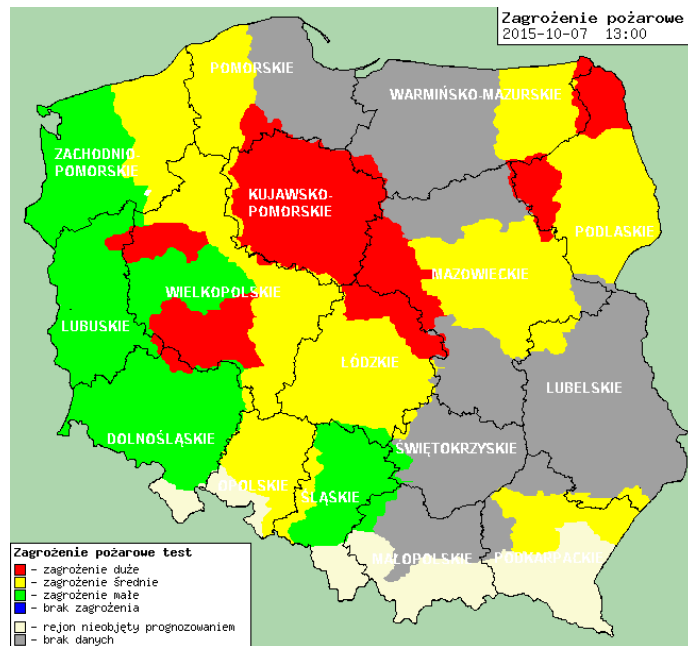 Zagrożenie pożarowe
2015-10-07 13:00
POMORSKIE
WARMIŃSKO-MAZURSKIE
ZACHODNIO-
POMORSKIE
KUJAWSKO-
POMORSKIE
PODLASKIE
MAZOWIECKIE
WIELKOPOLSKIE
LUBUSKIE
ŁÓDZKIE
LUBELSKIE
DOLNOŚLĄSKIE
ŚWIĘTOKRZYSKIE
OPOLSKIE
ŚLĄSKIE
MAŁOPOLSKIE
PODKARPACKIE
Zagrożenie pożarowe test
– zagrożenie duże
– zagrożenie średnie
– zagrożenie małe
– brak zagrożenia
– rejon nieobjęty prognozowaniem
– brak danych